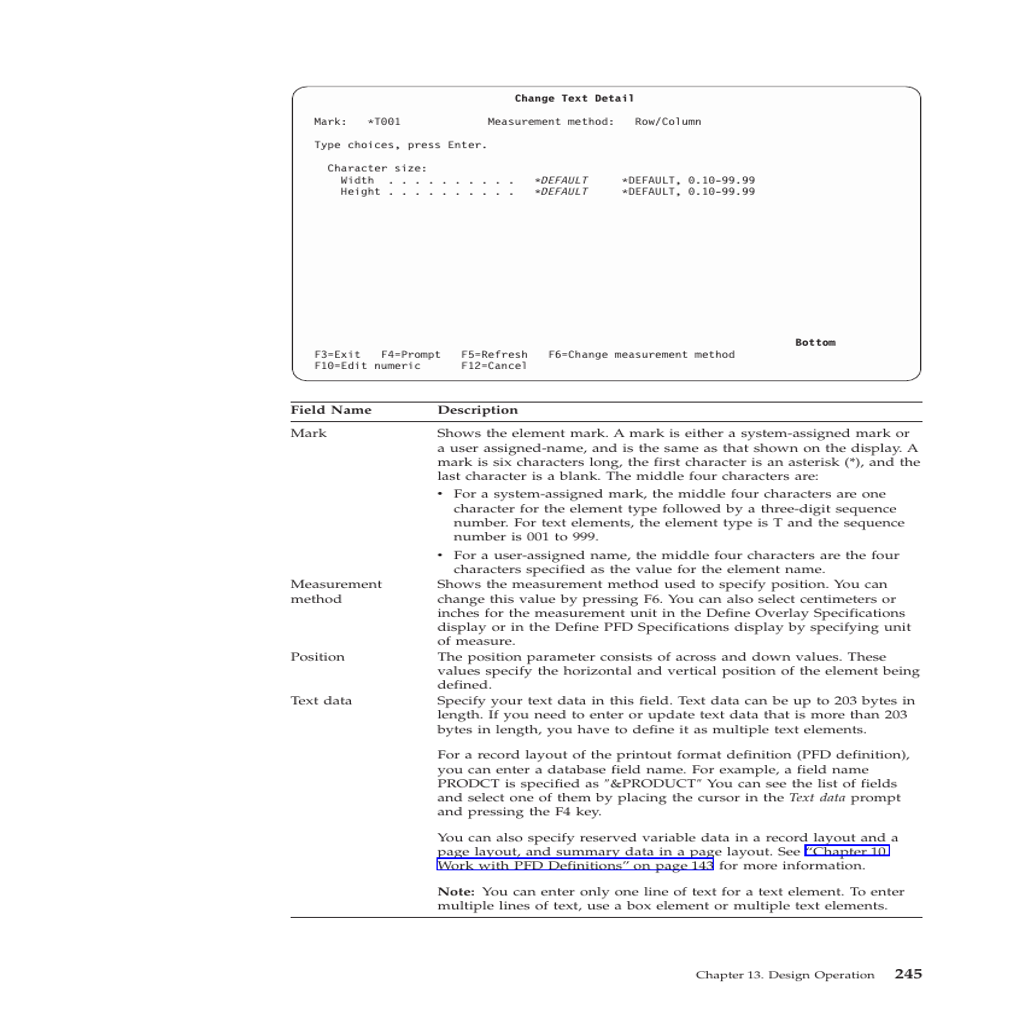 Change Text Detail
Mark: *T001 Measurement method: Row/Column
Type choices, press Enter.
Character size:
Width . . . . . . . . . . *DEFAULT *DEFAULT, 0.10-99.99
Height . . . . . . . . . . *DEFAULT *DEFAULT, 0.10-99.99
Bottom
F3=Exit F4=Prompt F5=Refresh F6=Change measurement method
F10=Edit numeric F12=Cancel
Field Name Description
Mark Shows the element mark. A mark is either a system-assigned mark or
a user assigned-name, and is the same as that shown on the display. A
mark is six characters long, the first character is an asterisk (*), and the
last character is a blank. The middle four characters are:
• For a system-assigned mark, the middle four characters are one
character for the element type followed by a three-digit sequence
number. For text elements, the element type is T and the sequence
number is 001 to 999.
• For a user-assigned name, the middle four characters are the four
characters specified as the value for the element name.
Measurement Shows the measurement method used to specify position. You can
method change this value by pressing F6. You can also select centimeters or
inches for the measurement unit in the Define Overlay Specifications
display or in the Define PFD Specifications display by specifying unit
of measure.
Position The position parameter consists of across and down values. These
values specify the horizontal and vertical position of the element being
defined.
Text data Specify your text data in this field. Text data can be up to 203 bytes in
length. If you need to enter or update text data that is more than 203
bytes in length, you have to define it as multiple text elements.
For a record layout of the printout format definition (PFD definition),
you can enter a database field name. For example, a field name
PRODCT is specified as "&PRODUCT" You can see the list of fields
and select one of them by placing the cursor in the Text data prompt
and pressing the F4 key.
You can also specify reserved variable data in a record layout and a
page layout, and summary data in a page layout. See “Chapter 10.
Work with PFD Definitions” on page 143 for more information.
Note: You can enter only one line of text for a text element. To enter
multiple lines of text, use a box element or multiple text elements.
Chapter 13. Design Operation 245